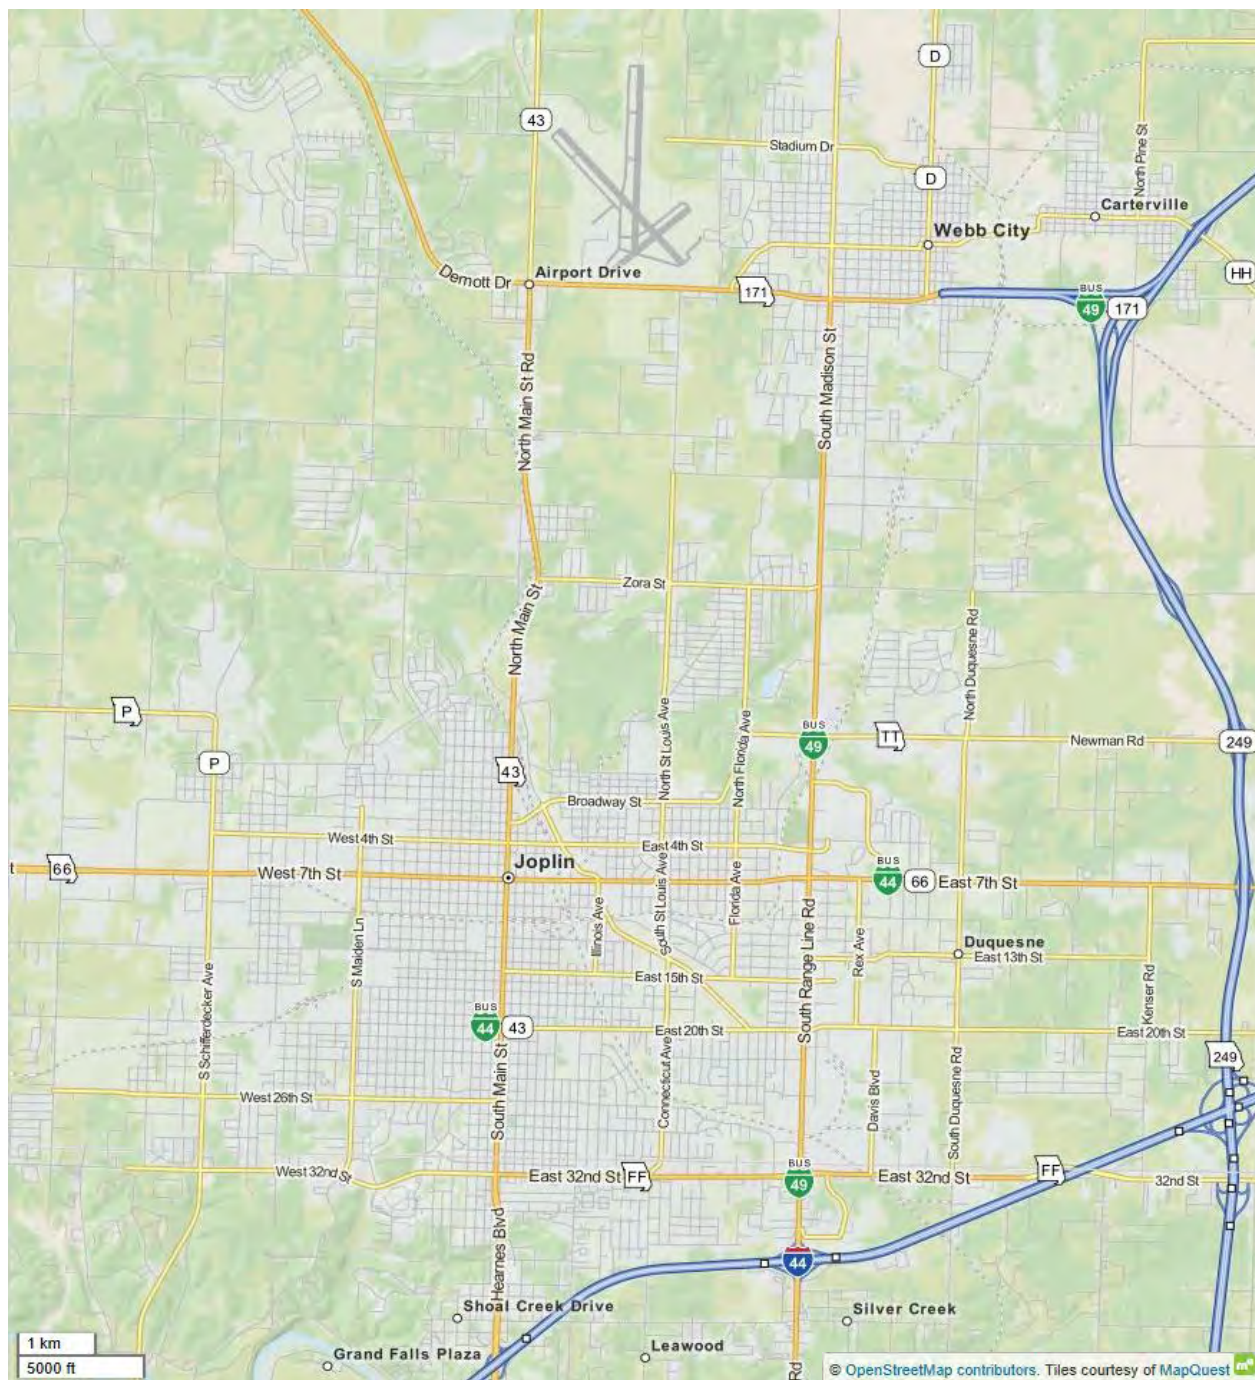 D
43
Stadium Dr
North Pine St
D
Carterville
Webb City
Airport Drive
Demott Dr
HH
171
BUS
49
171
North Main St Rd
South Madison St
Zora St
North Main St
North Duquesne Rd
P
North St Louis Ave
North Florida Ave
BUS
49
TT
Newman Rd
249
P
43
Broadway St
West 4th St
East 4th St
t
66
West 7th St
Joplin
BUS
44
66
East 7th St
South St Louis Ave
Florida Ave
Illinois Ave
South Range Line Rd
Rex Ave
S Maiden Ln
Duquesne
East 13th St
East 15th St
Kenser Rd
S Schifferdecker Ave
BUS
44
43
East 20th St
East 20th St
249
South Main St
Connecticut Ave
Davis Blvd
South Duquesne Rd
West 26th St
West 32nd St
East 32nd St
FF
BUS
49
East 32nd St
FF
32nd St
Hearnes Blvd
44
Shoal Creek Drive
Silver Creek
1 km
5000 ft
Grand Falls Plaza
Leawood
Rd
© OpenStreetMap contributors. Tiles courtesy of MapQuest